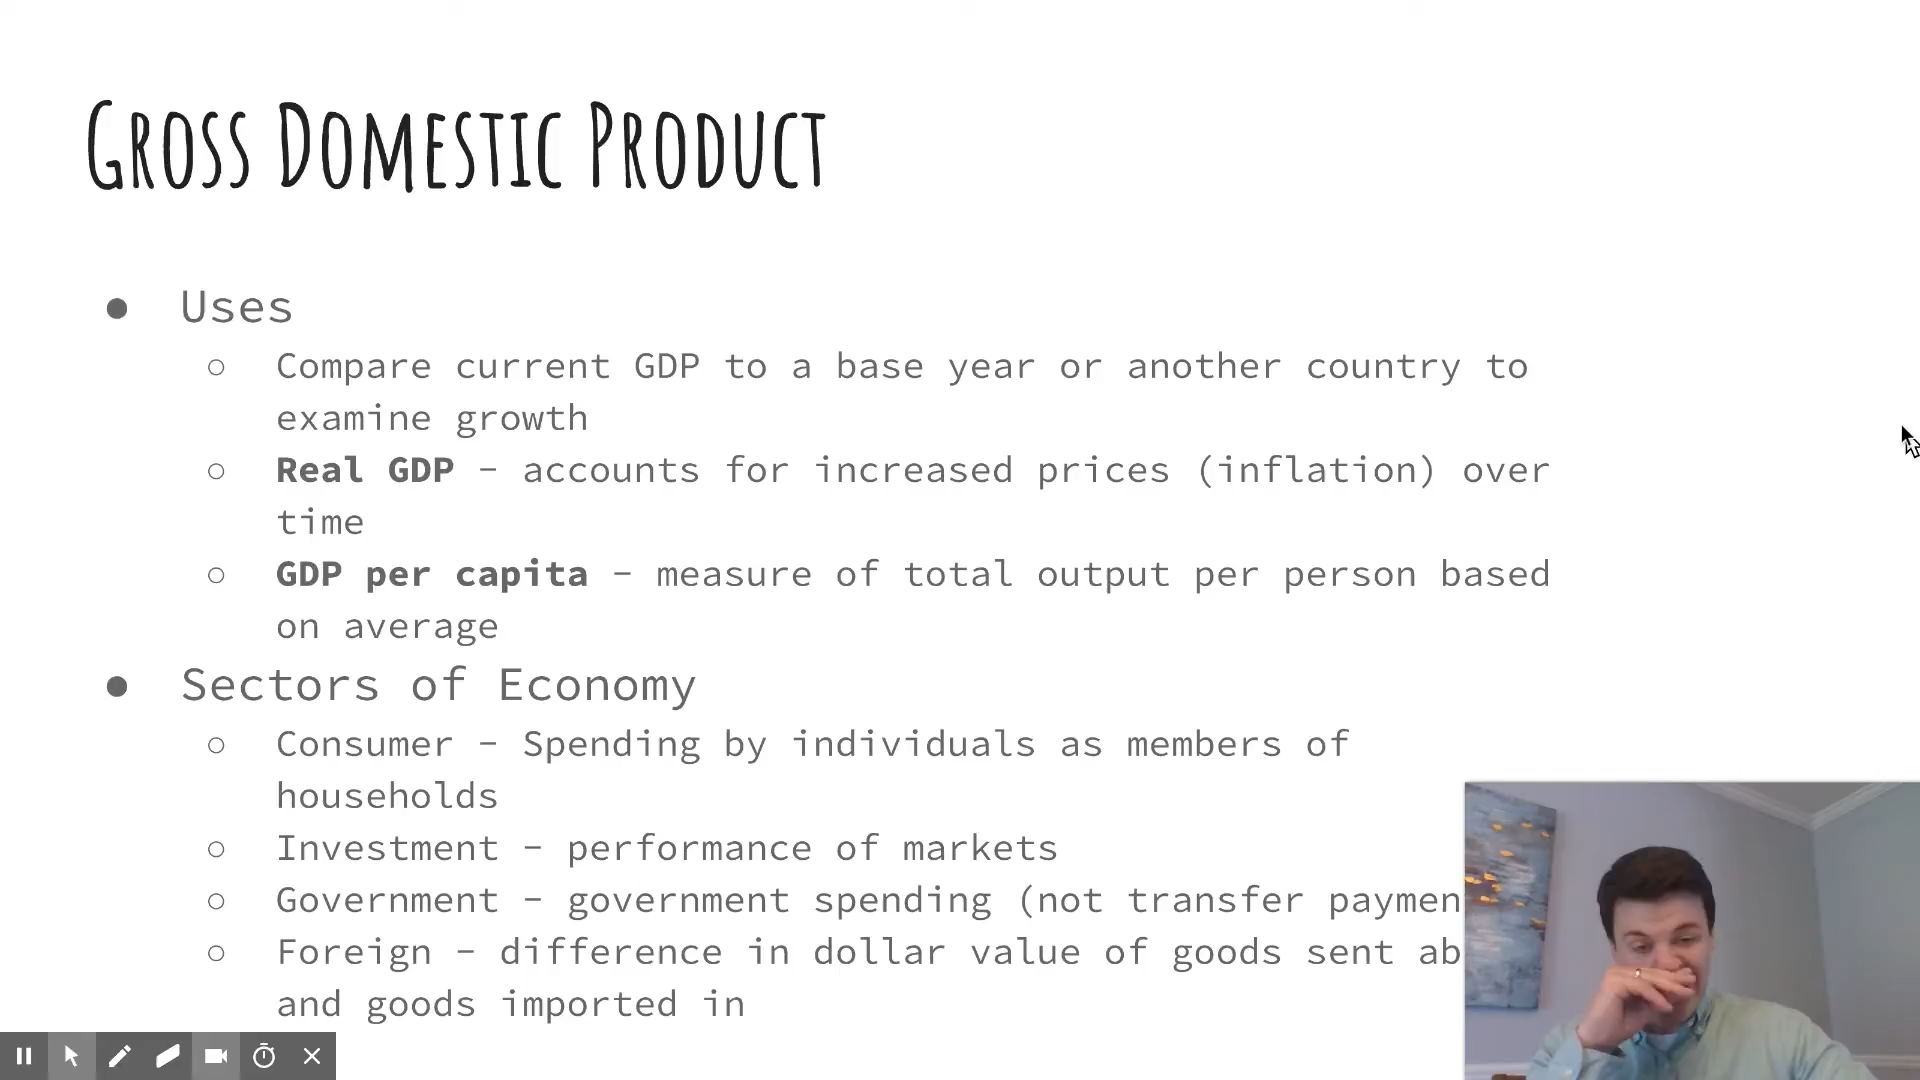 Gross Domestic Product
● Uses
○ Compare current GDP to a base year or another country to
examine growth
○ Real GDP – accounts for increased prices (inflation) over
time
○ GDP per capita – measure of total output per person based
on average
● Sectors of Economy
○ Consumer – Spending by individuals as members of
households
○ Investment – performance of markets
○ Government – government spending (not transfer paymen
○ Foreign – difference in dollar value of goods sent ab
and goods imported in